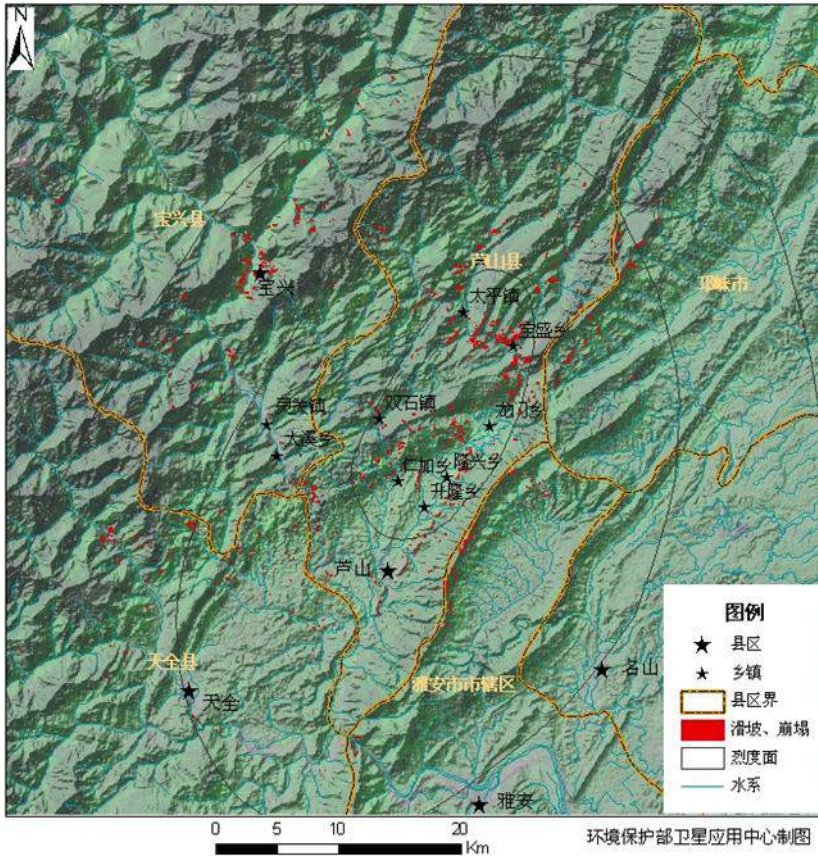 N
宝兴县
宝兴
芦山县
太平镇
邛崃市
宝盛乡
灵关镇
双石镇
龙门乡
大溪乡
仁加乡
隆兴乡
升隆乡
芦山
天全县
天全
雅安市市辖区
名山
雅安
图例
县区
乡镇
县区界
滑坡、崩塌
烈度面
水系
0 5 10 20
Km
环境保护部卫星应用中心制图